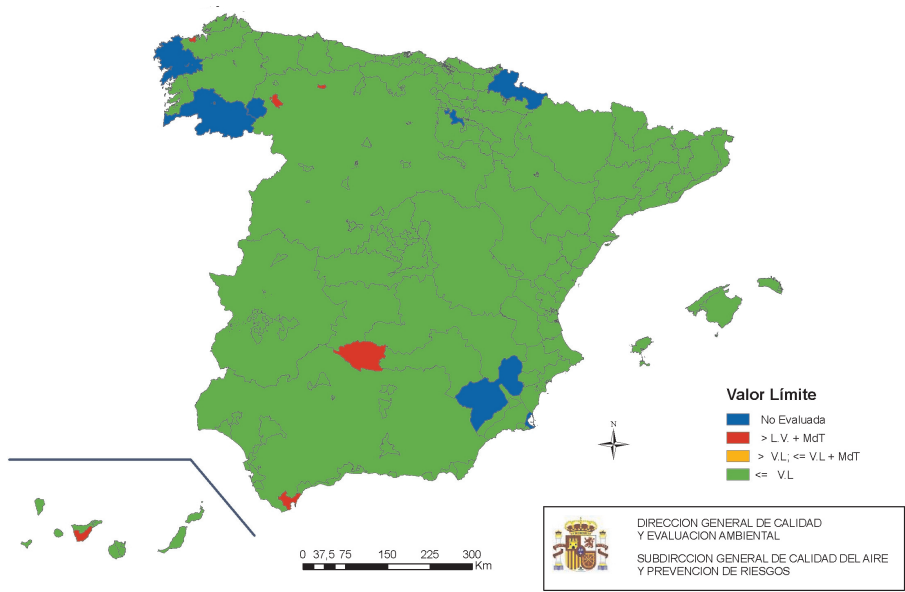 Valor Límite
No Evaluada
> L.V. + MdT
> V.L; <= V.L + MdT
<= V.L
N
0 37,5 75 150 225 300
Km
DIRECCION GENERAL DE CALIDAD
Y EVALUACION AMBIENTAL
SUBDIRCCION GENERAL DE CALIDAD DEL AIRE
Y PREVENCION DE RIESGOS